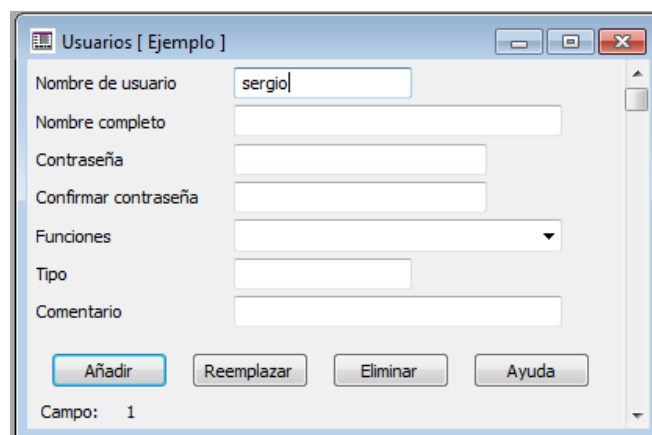 Usuarios [ Ejemplo ]
Nombre de usuario sergio
Nombre completo
Contraseña
Confirmar contraseña
Funciones
Tipo
Comentario
Añadir Reemplazar Eliminar Ayuda
Campo: 1